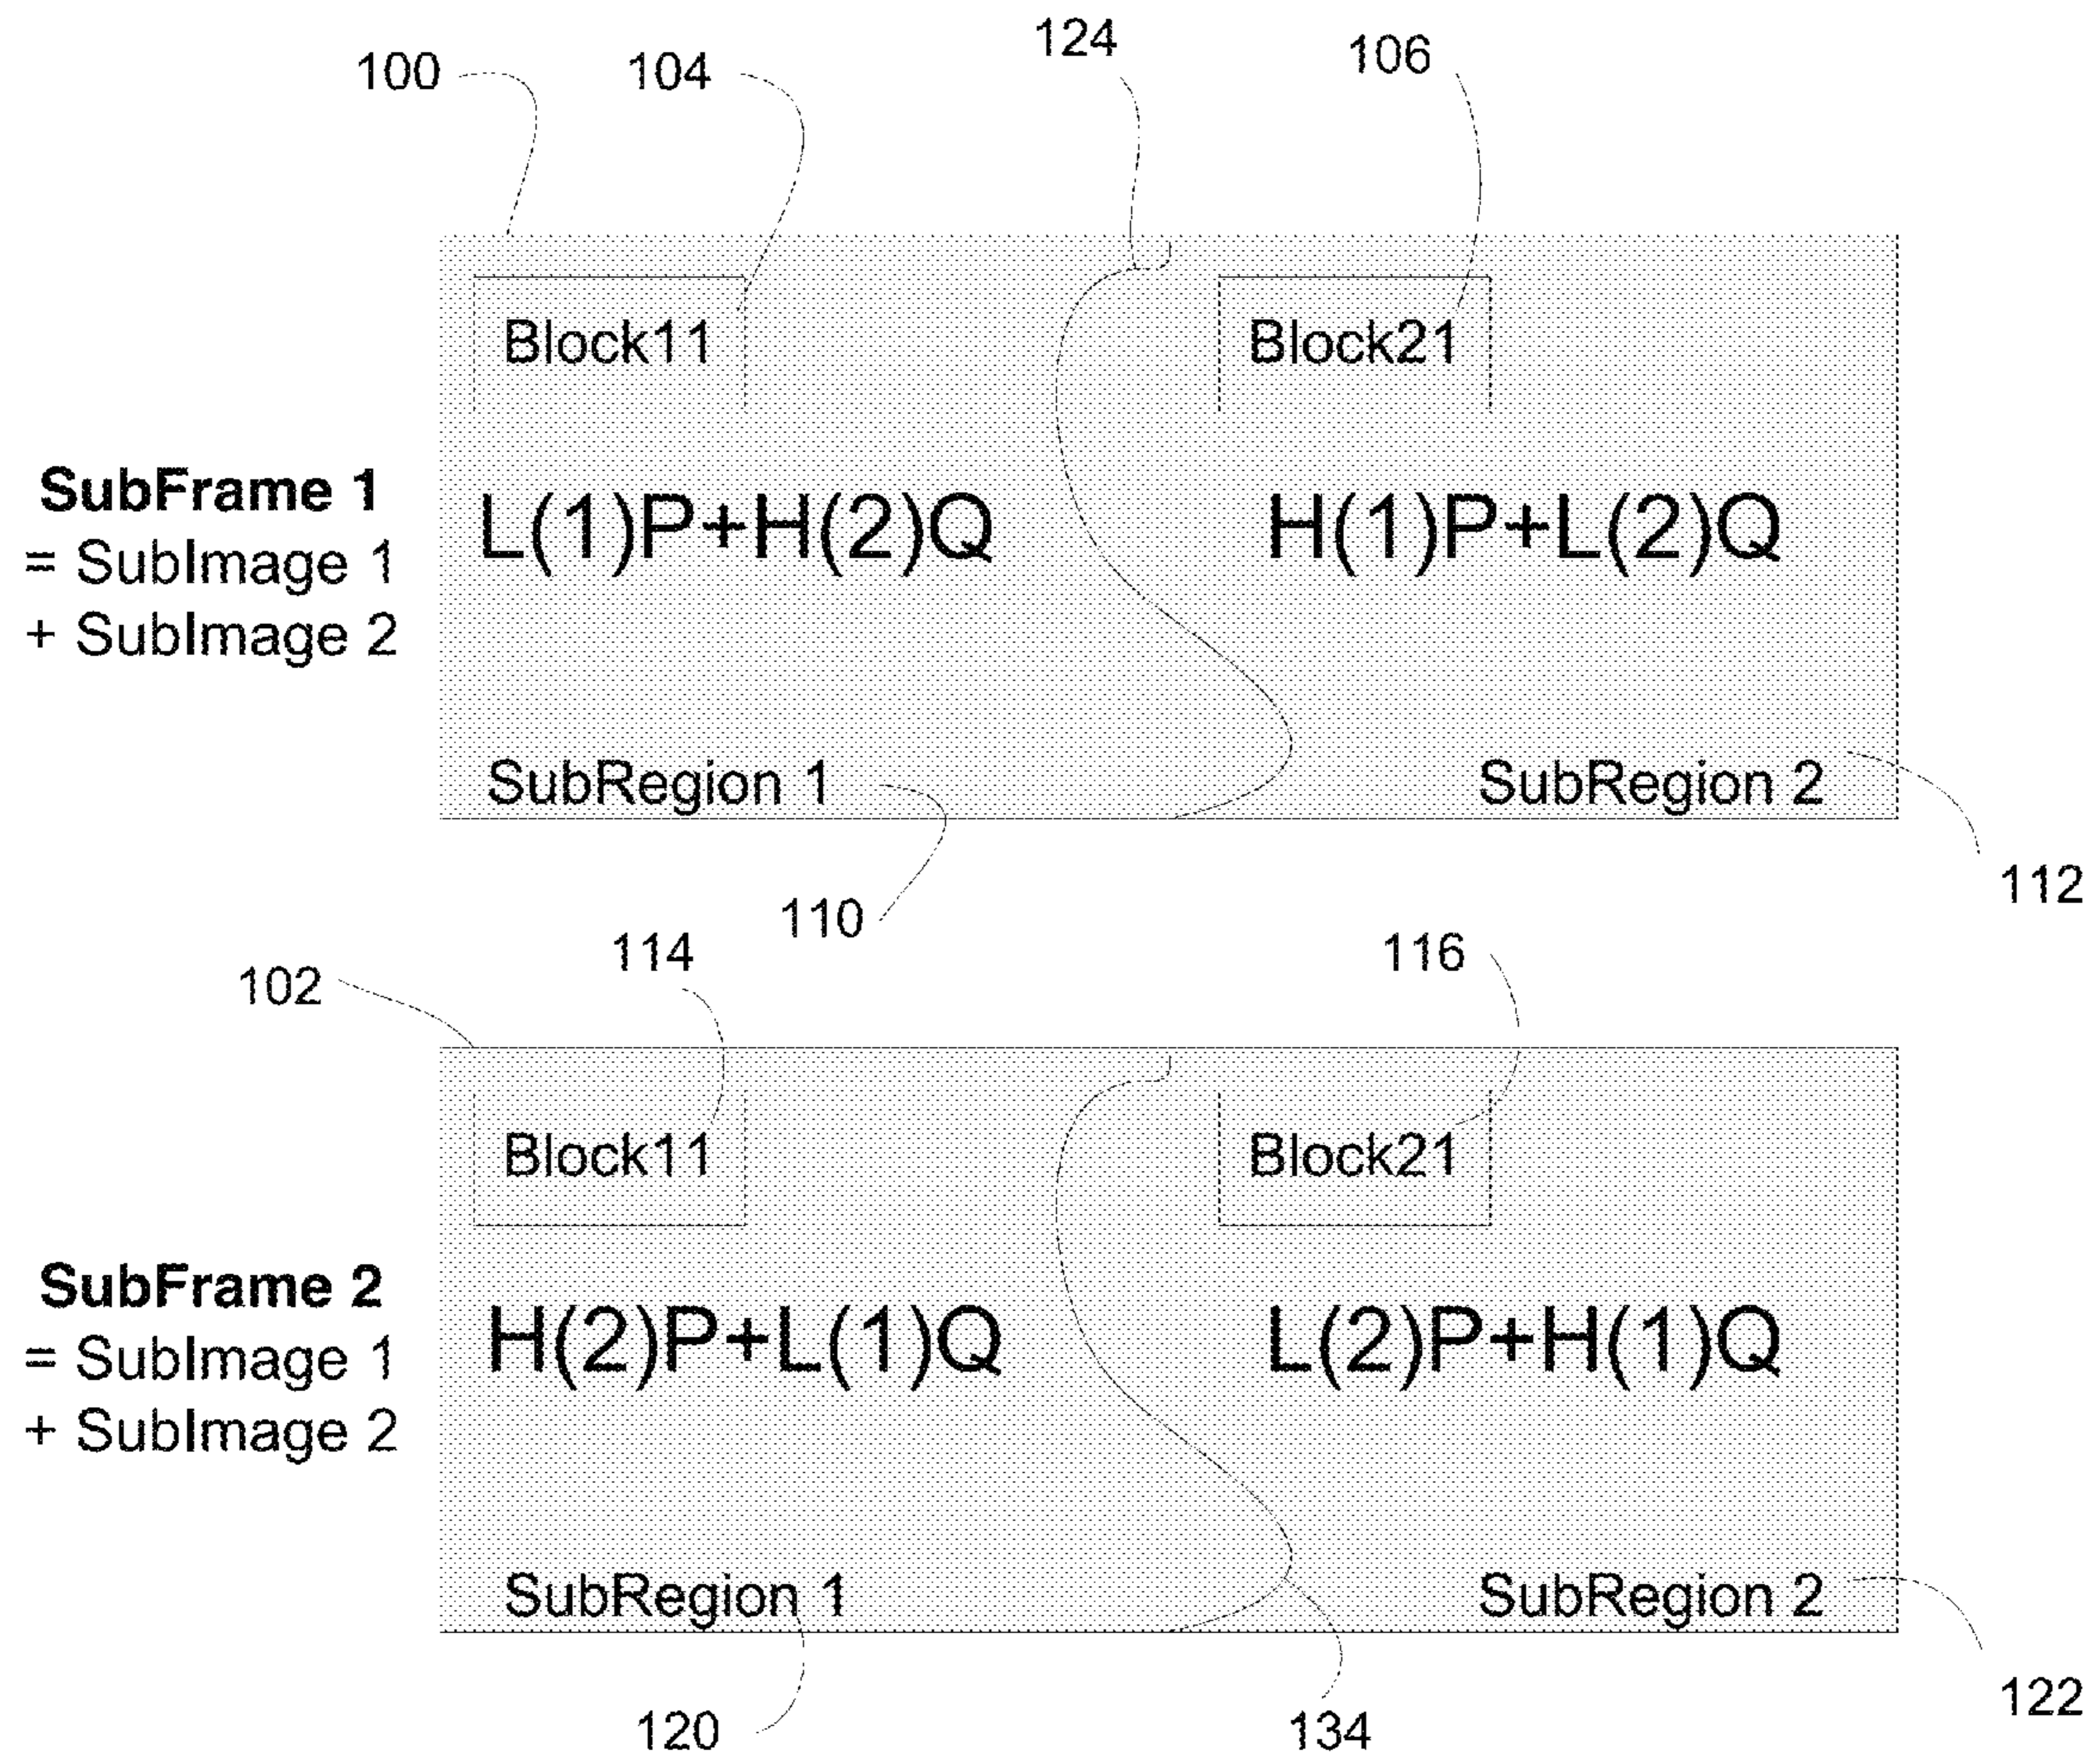 100
104
124
106
Block11
Block21
SubFrame 1
= SubImage 1
+ SubImage 2
L(1)P+H(2)Q
H(1)P+L(2)Q
SubRegion 1
SubRegion 2
110
112
102
114
116
Block11
Block21
SubFrame 2
= SubImage 1
+ SubImage 2
H(2)P+L(1)Q
L(2)P+H(1)Q
SubRegion 1
SubRegion 2
120
134
122